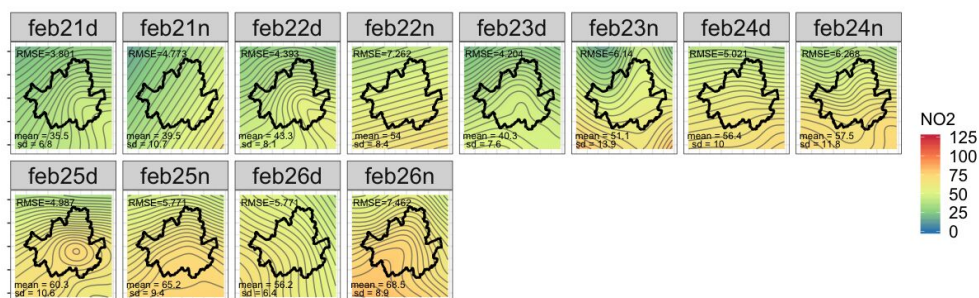 feb21d feb21n feb22d feb22n feb23d feb23n feb24d feb24n
RMSE=3.801 RMSE=4.773 RMSE=4.393 RMSE=7.262 RMSE=4.204 RMSE=6.14 RMSE=5.021 RMSE=6.268
mean = 35.5 mean = 39.5 mean = 43.3 mean = 54 mean = 40.3 mean = 51.1 mean = 56.4 mean = 57.5
sd = 6.8 sd = 10.7 sd = 8.1 sd = 8.4 sd = 7.6 sd = 13.9 sd = 10 sd = 11.8
feb25d feb25n feb26d feb26n
RMSE=4.987 RMSE=5.771 RMSE=5.771 RMSE=7.462
mean = 60.3 mean = 65.2 mean = 56.2 mean = 68.5
sd = 10.6 sd = 9.4 sd = 6.4 sd = 8.9
NO2
125
100
75
50
25
0